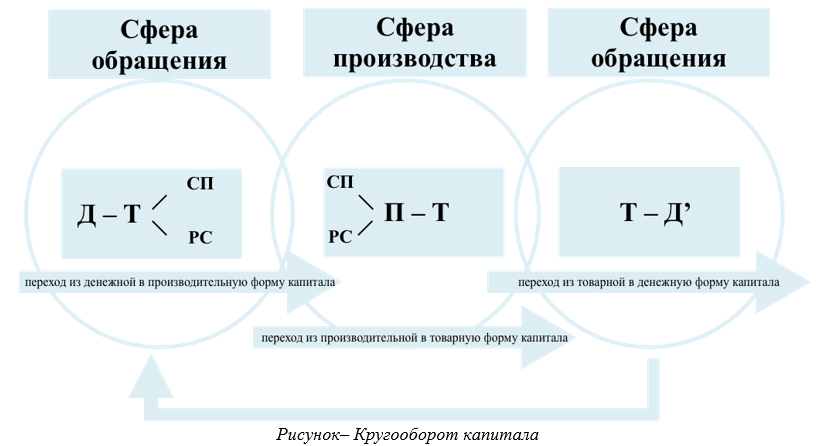 Сфера
обращения
Сфера
производства
Сфера
обращения
СП
Д – Т
РС
СП
П – Т
РС
Т – Д’
переход из денежной в производительную форму капитала
переход из товарной в денежную форму капитала
переход из производительной в товарную форму капитала
Рисунок– Кругооборот капитала